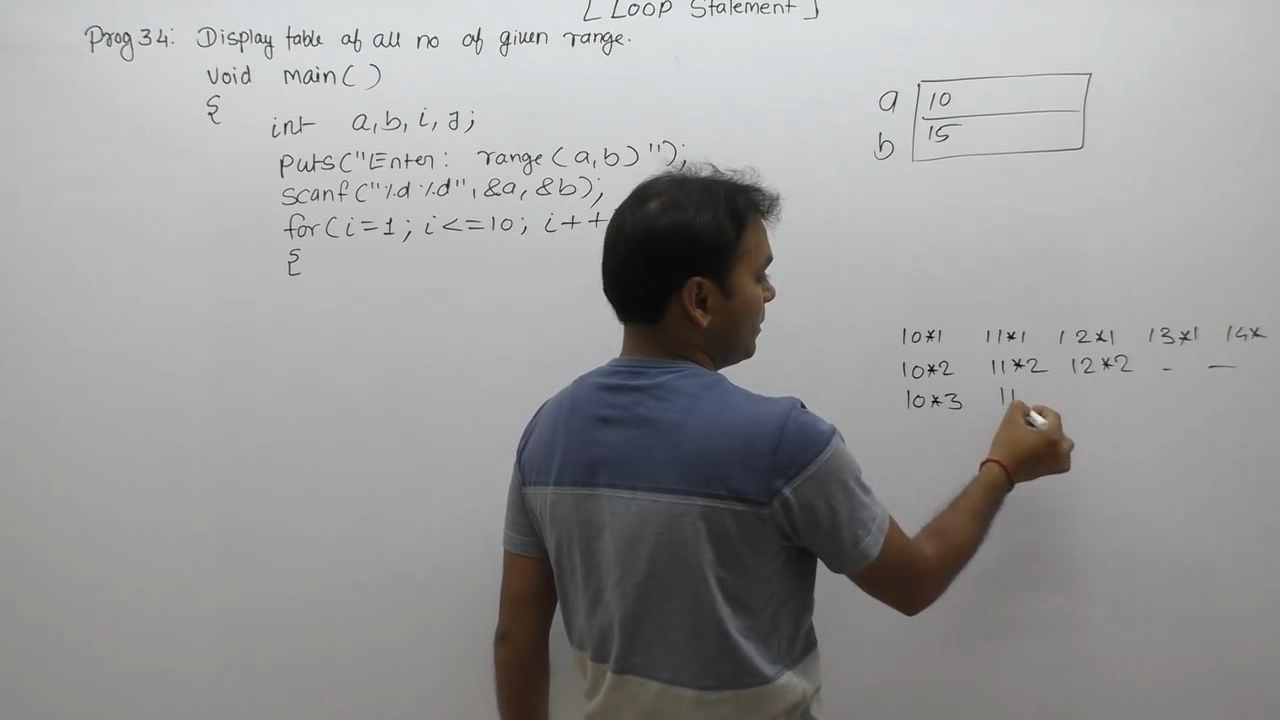 [ Loop Statement ]
Prog 34: Display table of all no of given range.
void main( )
{
int a, b, i, j;
puts("Enter: range(a,b)");
scanf("%d %d", &a, &b);
for(i=1; i<=10; i++
{
a 10
b 15
10*1 11*1 12*1 13*1 14*
10*2 11*2 12*2 - —
10*3 11